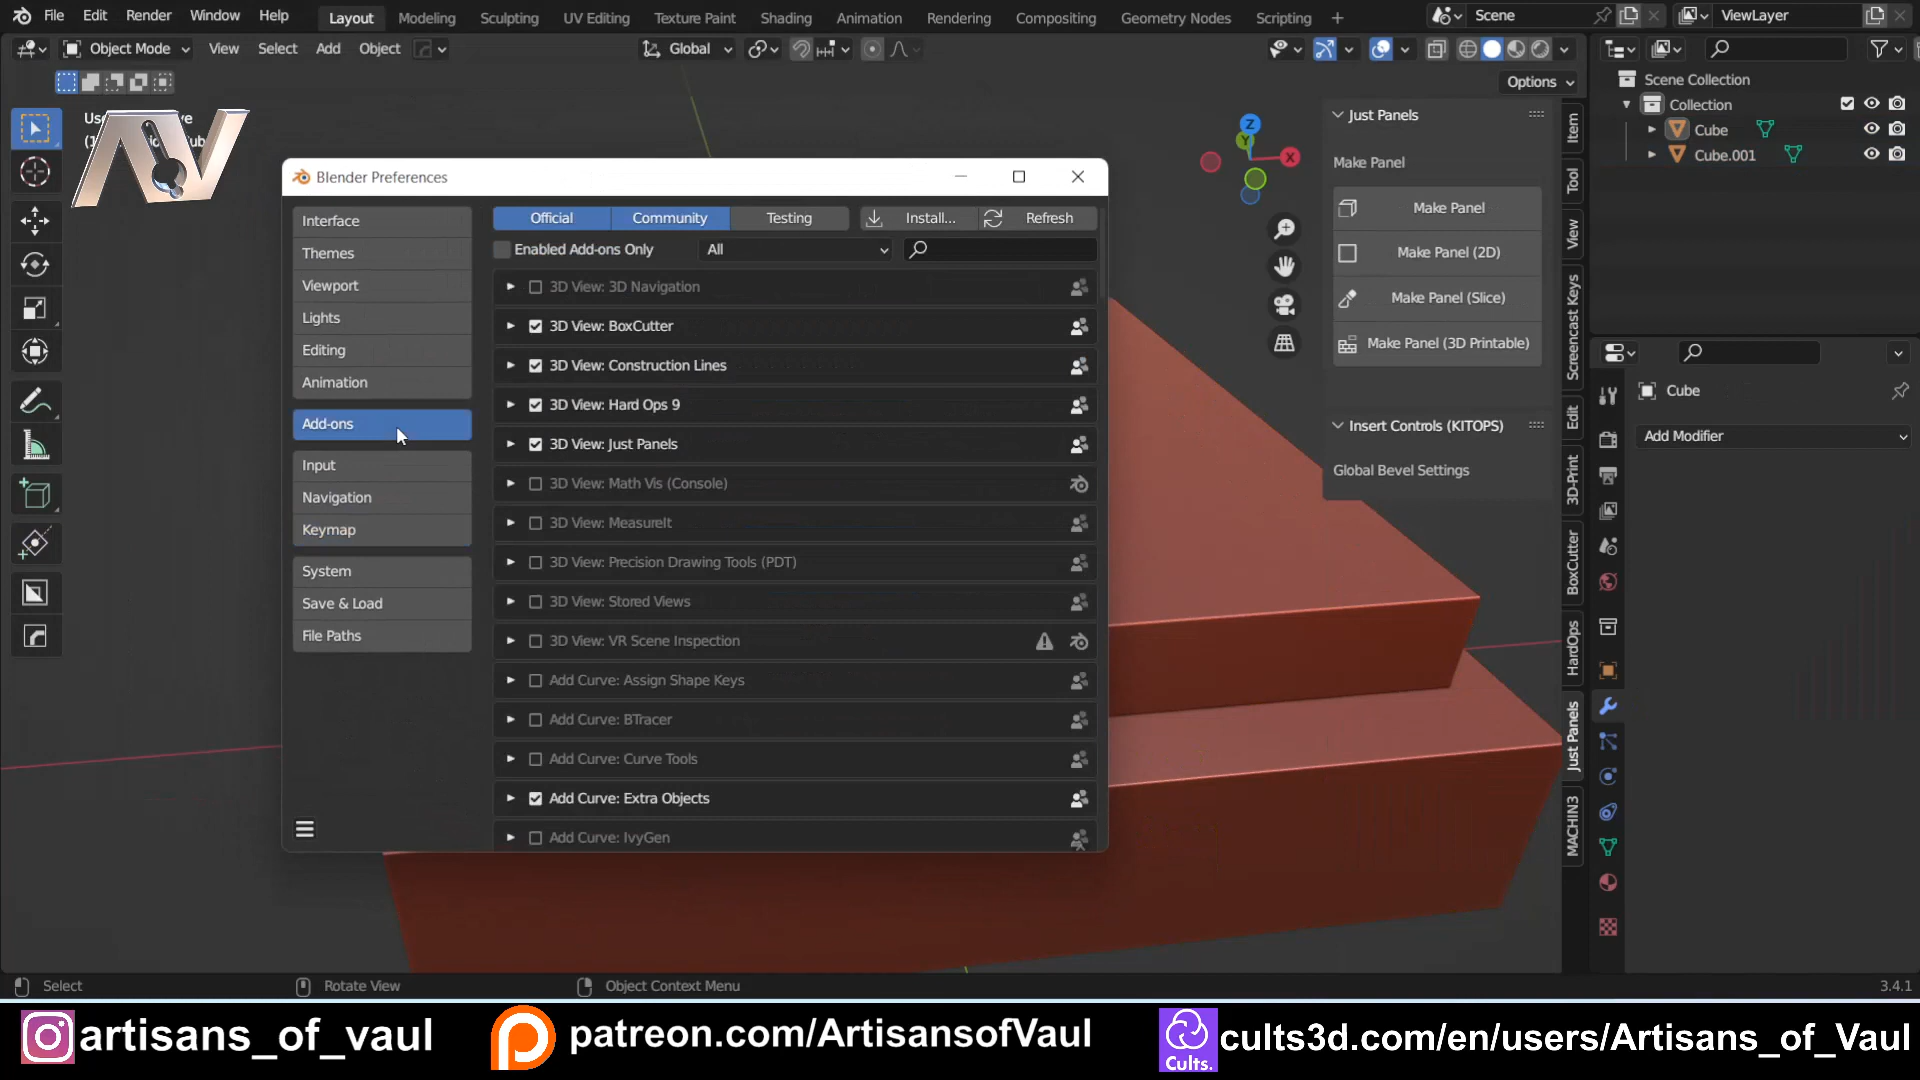 File Edit Render Window Help Layout Modeling Sculpting UV Editing Texture Paint Shading Animation Rendering Compositing Geometry Nodes Scripting + Scene ViewLayer
Object Mode View Select Add Object Global
Options
Scene Collection
Collection
Cube
Cube.001
AV
Z
Y
X
Just Panels
Make Panel
Make Panel
Make Panel (2D)
Make Panel (Slice)
Make Panel (3D Printable)
Insert Controls (KITOPS)
Global Bevel Settings
Item
Tool
View
Screencast Keys
Edit
3D-Print
BoxCutter
HardOps
Just Panels
MACHIN3
Cube
Add Modifier
Blender Preferences
Interface
Themes
Viewport
Lights
Editing
Animation
Add-ons
Input
Navigation
Keymap
System
Save & Load
File Paths
Official Community Testing Install... Refresh
Enabled Add-ons Only All
3D View: 3D Navigation
3D View: BoxCutter
3D View: Construction Lines
3D View: Hard Ops 9
3D View: Just Panels
3D View: Math Vis (Console)
3D View: MeasureIt
3D View: Precision Drawing Tools (PDT)
3D View: Stored Views
3D View: VR Scene Inspection
Add Curve: Assign Shape Keys
Add Curve: BTracer
Add Curve: Curve Tools
Add Curve: Extra Objects
Add Curve: IvyGen
Select Rotate View Object Context Menu 3.4.1
artisans_of_vaul patreon.com/ArtisansofVaul Cults. cults3d.com/en/users/Artisans_of_Vaul